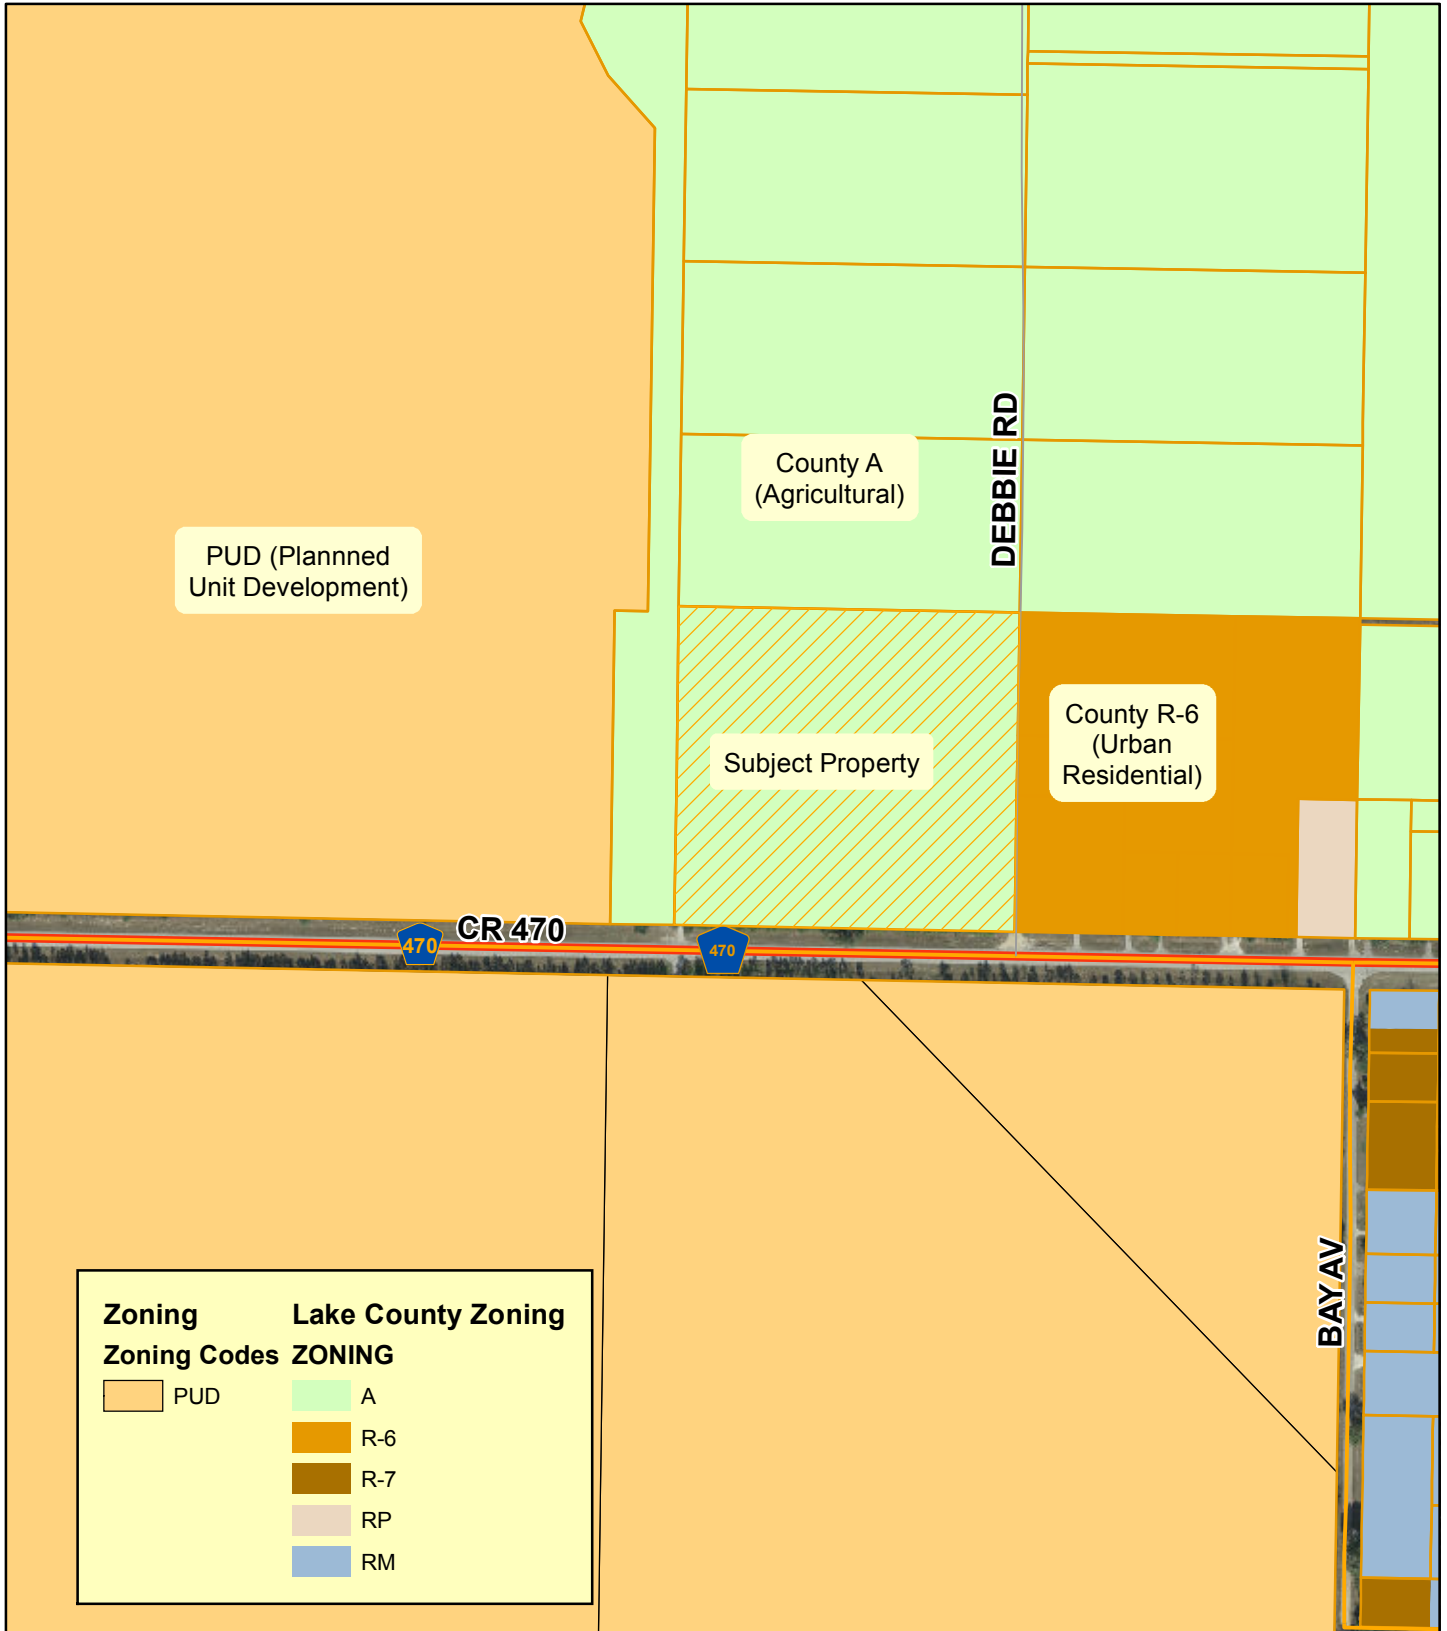 DEBBIE RD
County A
(Agricultural)
PUD (Plannned
Unit Development)
Subject Property
County R-6
(Urban
Residential)
CR 470
470
470
BAY AV
Zoning
Zoning Codes
PUD
Lake County Zoning
ZONING
A
R-6
R-7
RP
RM